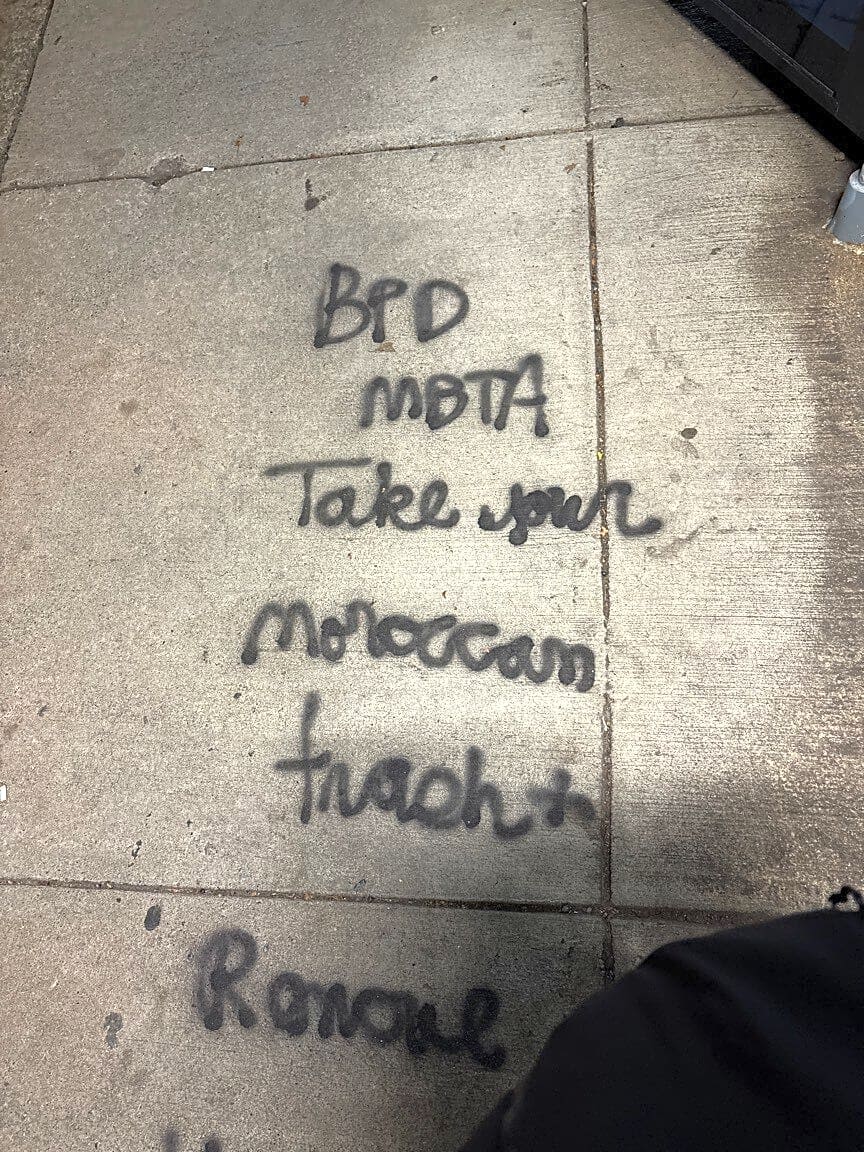 BPD
MBTA
Take your
Moroccan
trash +
Remove